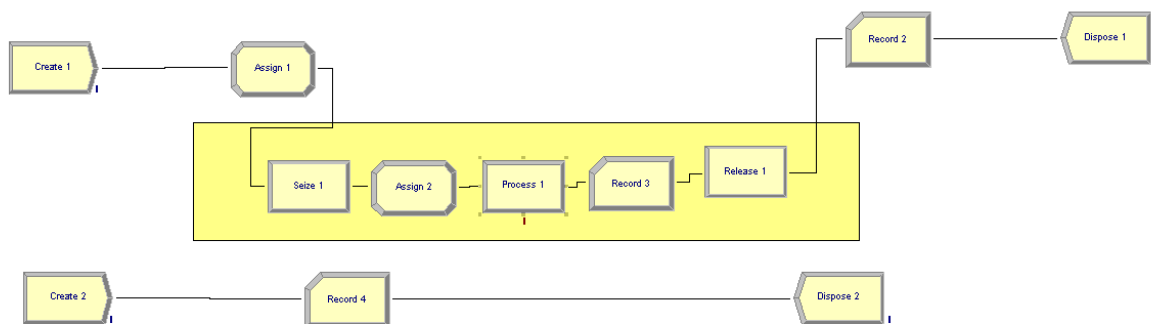 Create 1
Assign 1
Record 2
Dispose 1
Seize 1
Assign 2
Process 1
Record 3
Release 1
Create 2
Record 4
Dispose 2